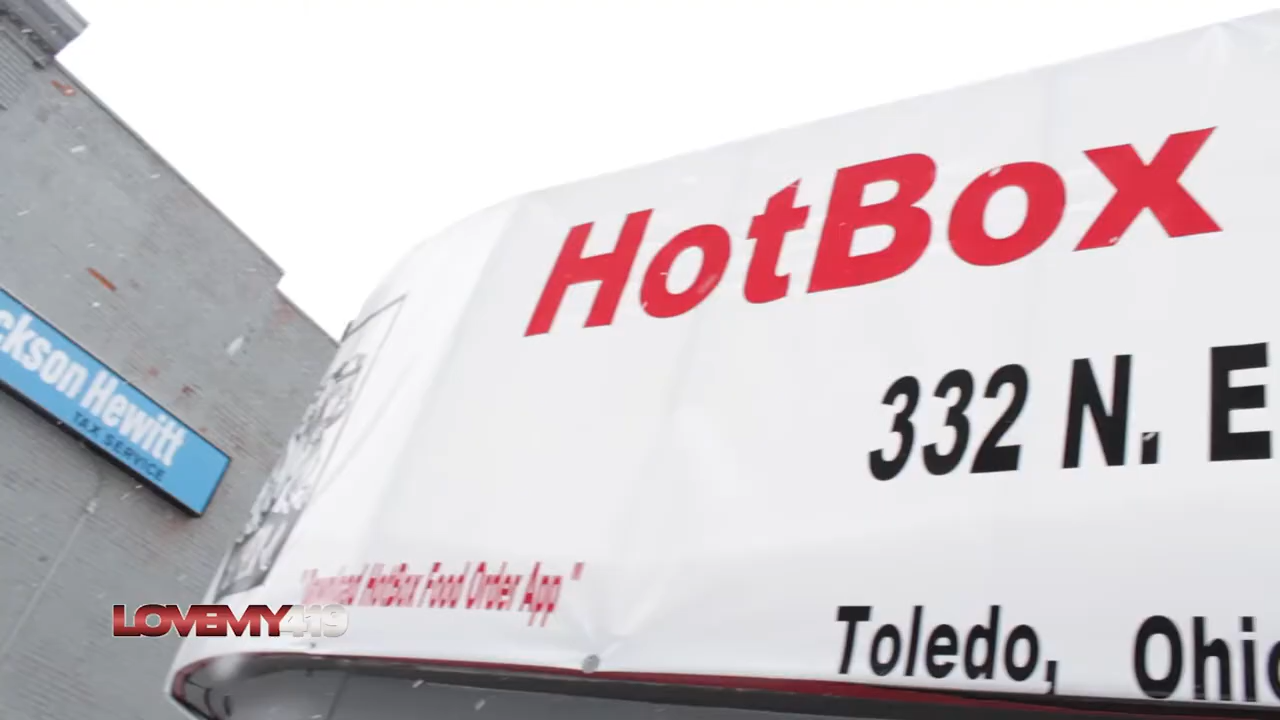 HotBox
332 N. E
ckson Hewitt
TAX SERVICE
"Download HotBox Food Order App"
Toledo, Ohio
LOVEMY419